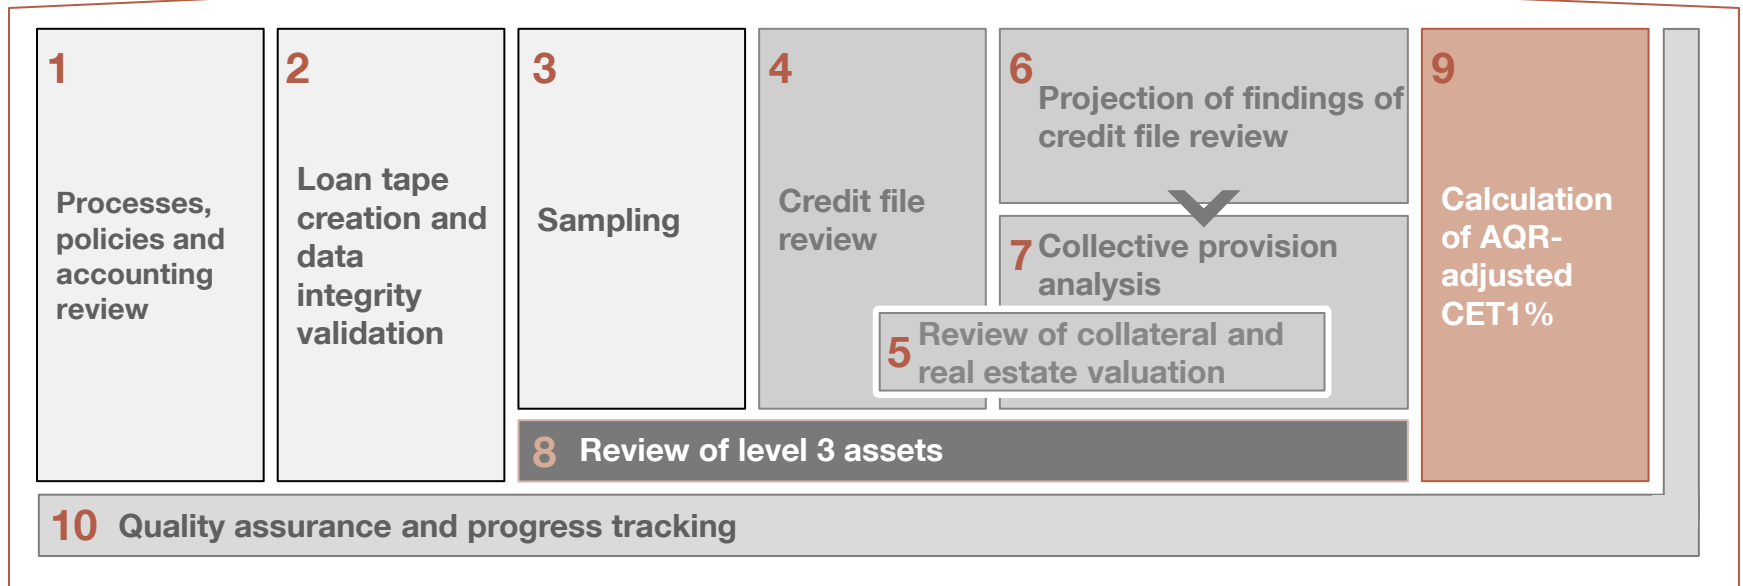 1
Processes,
policies and
accounting
review
2
Loan tape
creation and
data
integrity
validation
3
Sampling
4
Credit file
review
6
Projection of findings of
credit file review
7
Collective provision
analysis
5
Review of collateral and
real estate valuation
8
Review of level 3 assets
9
Calculation
of AQR-
adjusted
CET1%
10
Quality assurance and progress tracking